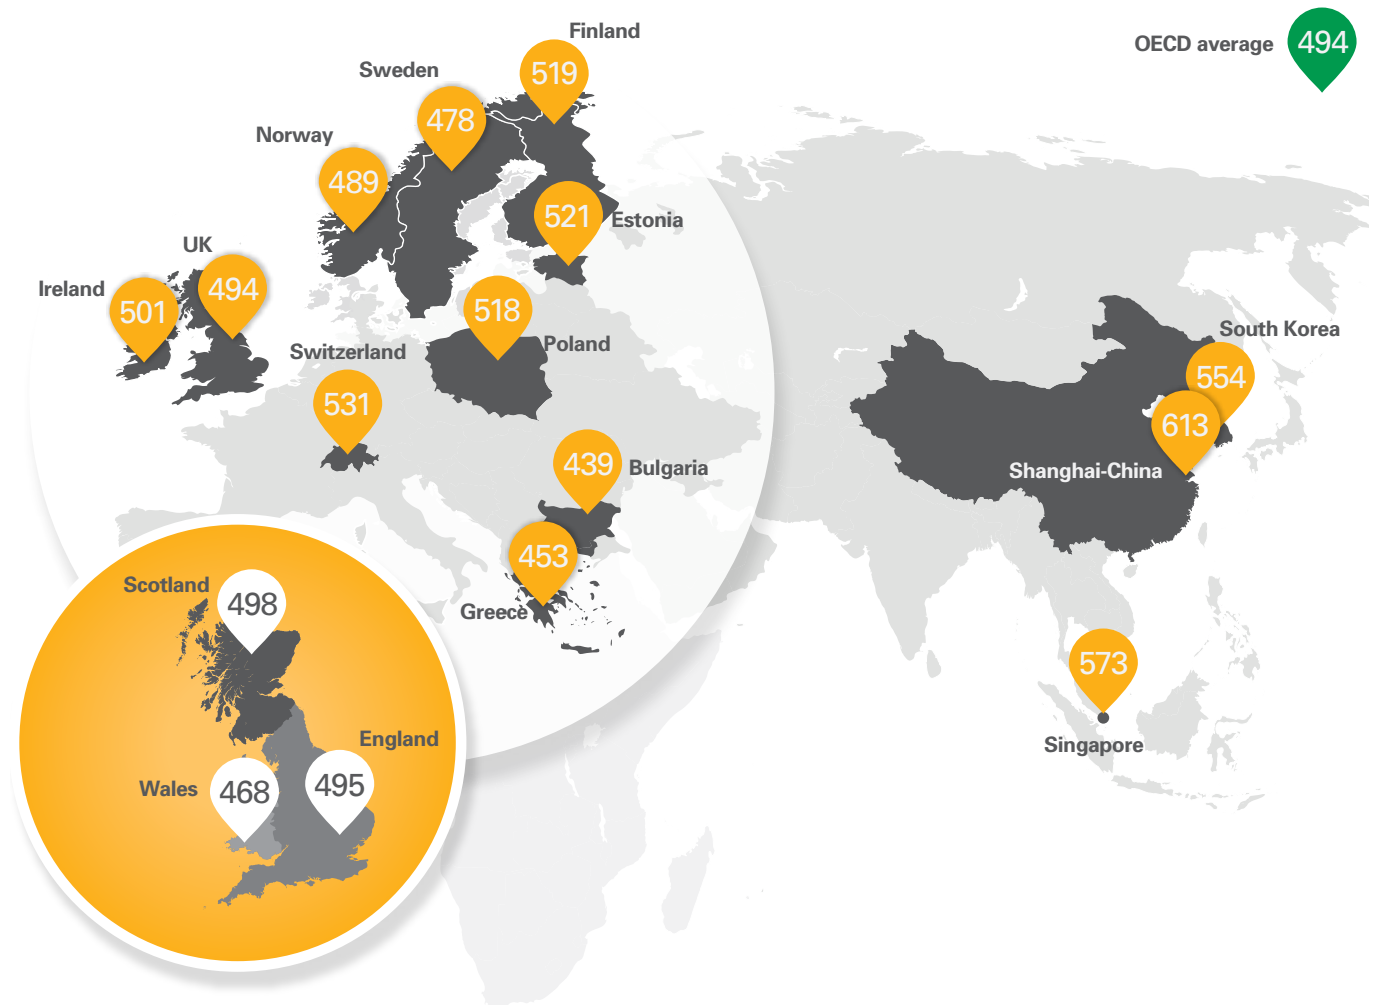 Finland
519
OECD average
494
Sweden
478
Norway
489
521
Estonia
UK
494
Ireland
501
518
Poland
Switzerland
531
South Korea
554
613
Shanghai-China
439
Bulgaria
453
Greece
Scotland
498
England
495
Wales
468
573
Singapore